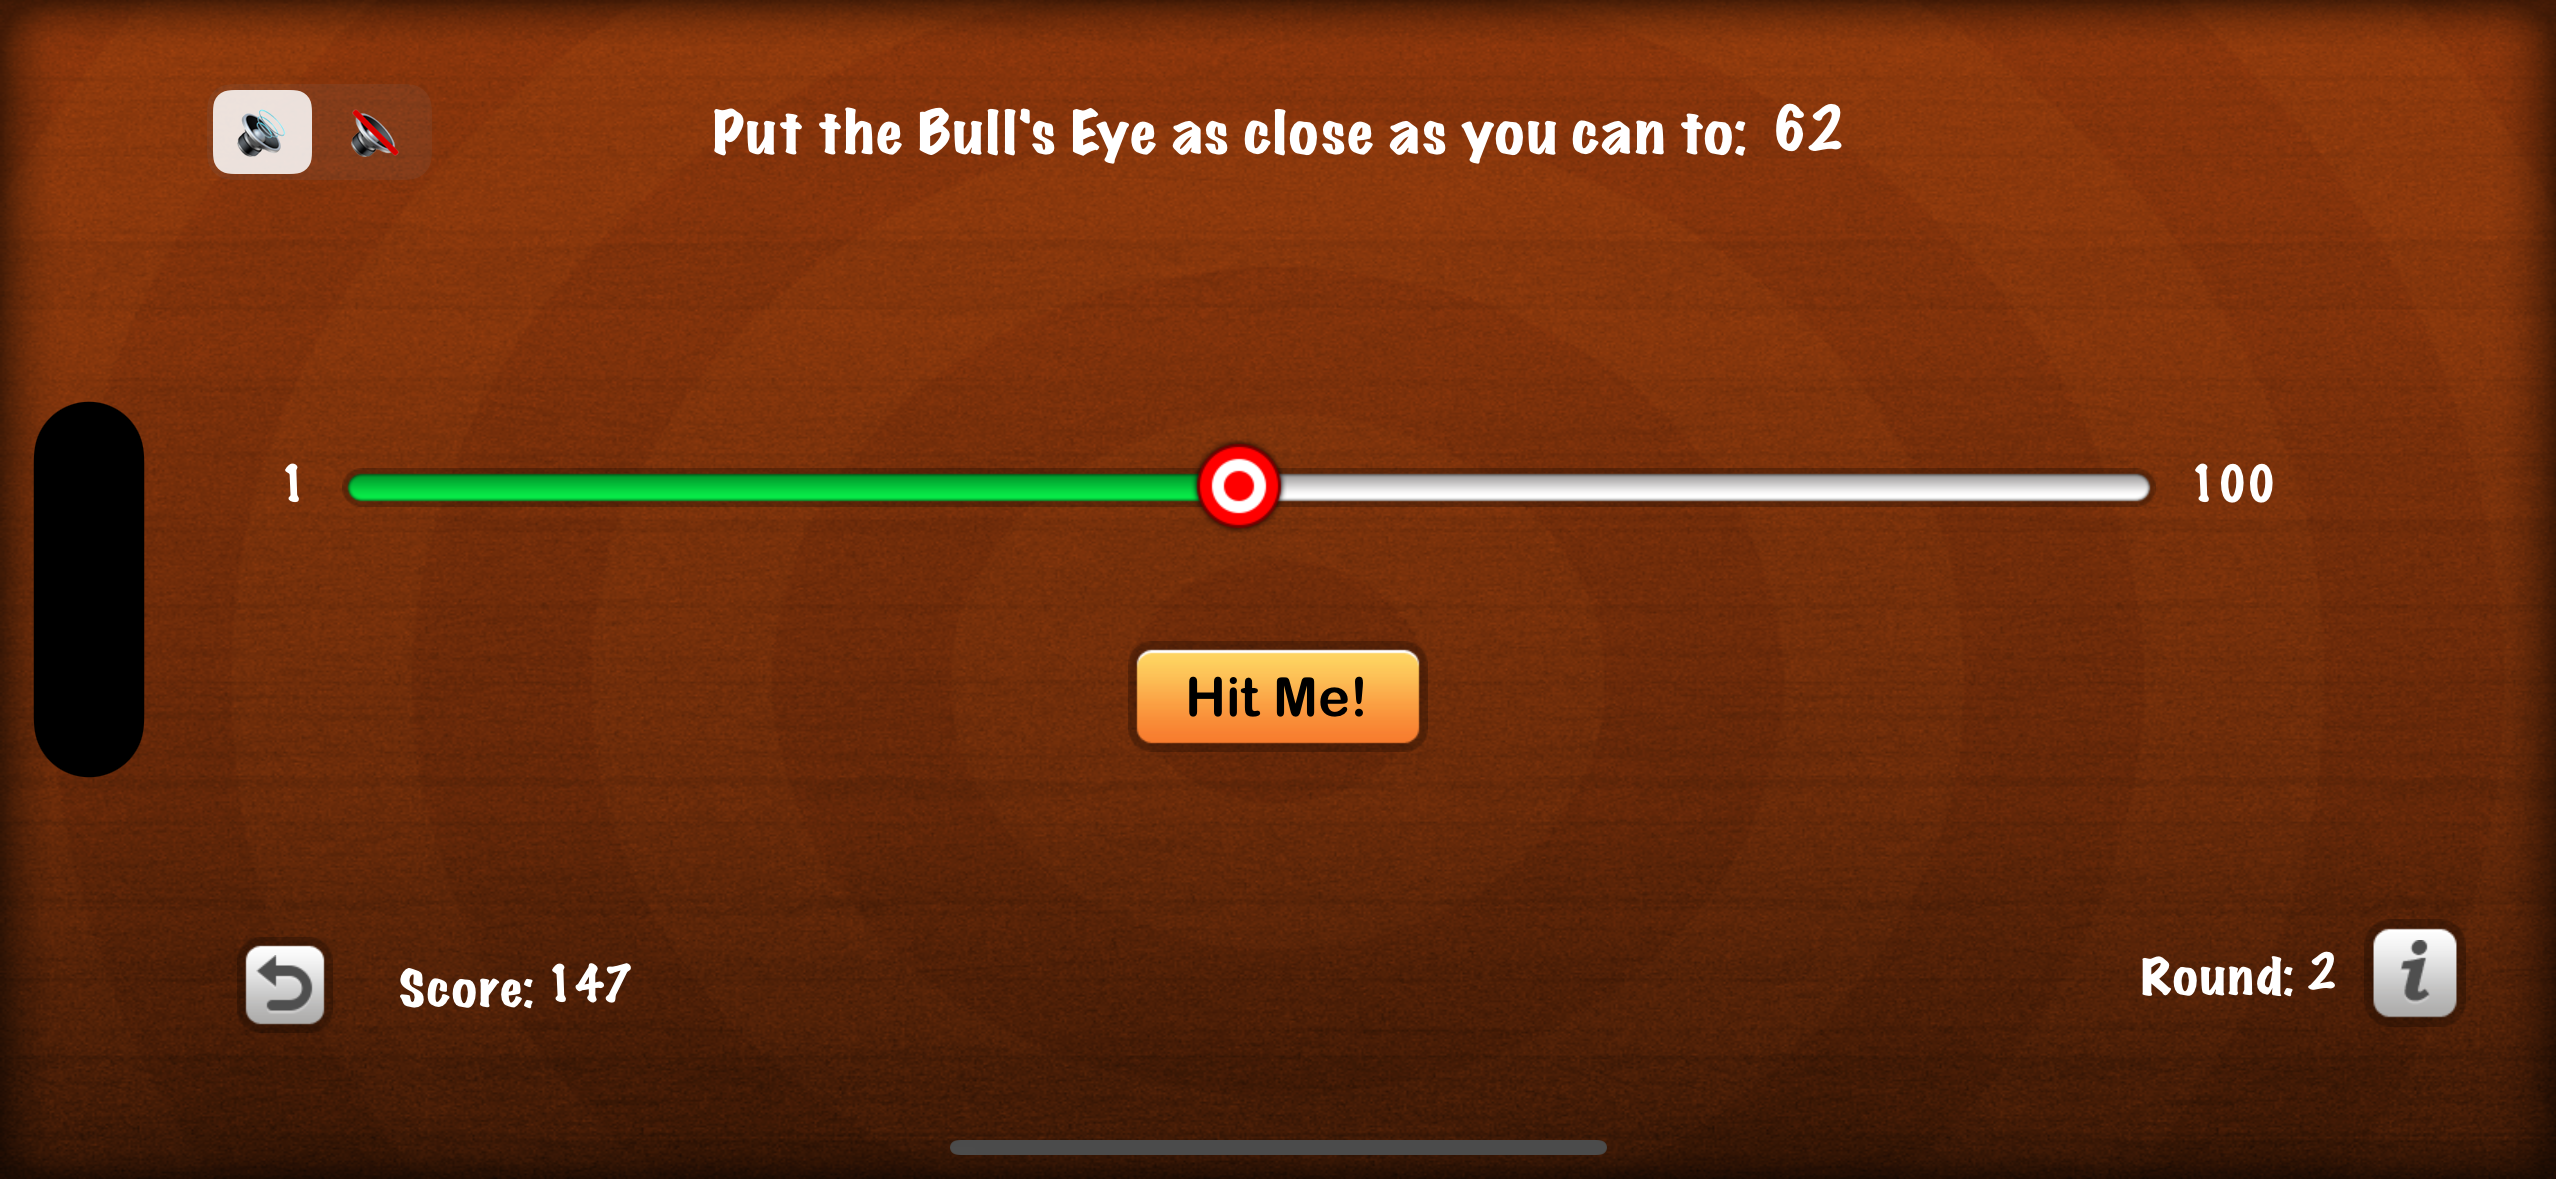 Put the Bull's Eye as close as you can to: 62
1 100
Hit Me!
Score: 147
Round: 2
i